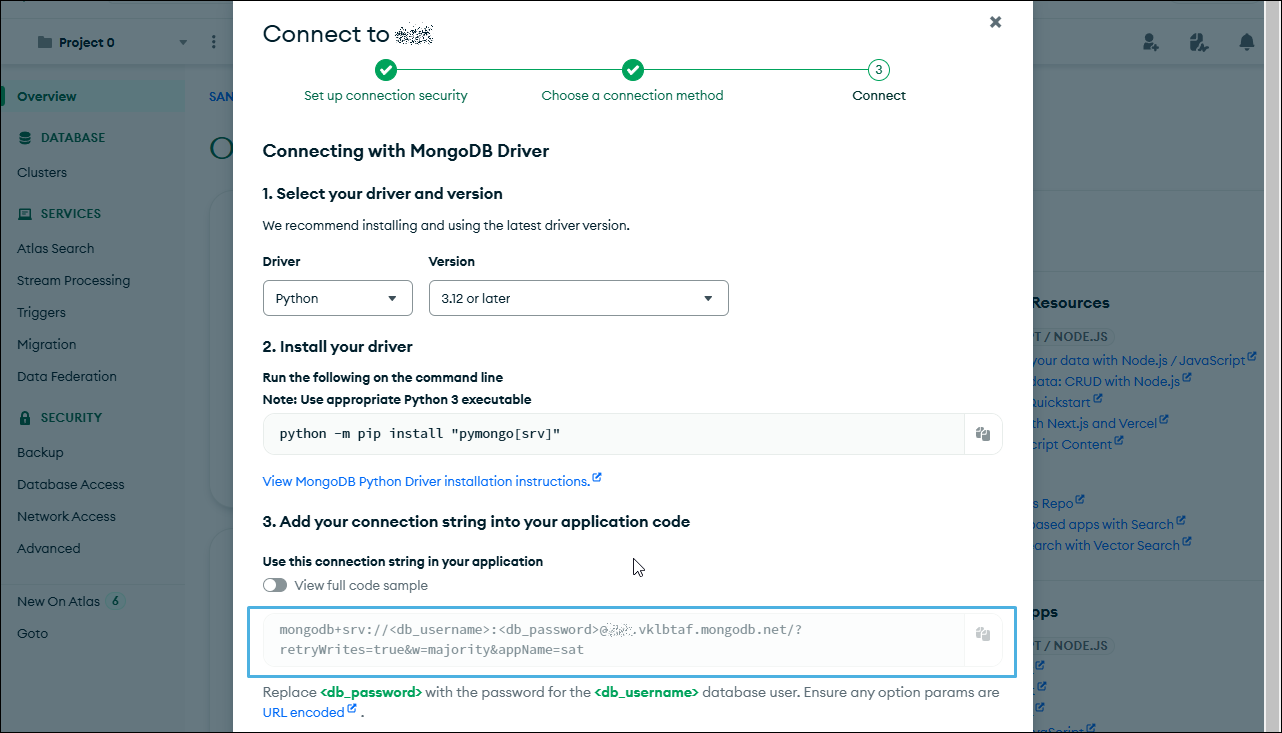 Project 0
Connect to
Set up connection security
Choose a connection method
3
Connect
Overview
DATABASE
Clusters
SERVICES
Atlas Search
Stream Processing
Triggers
Migration
Data Federation
SECURITY
Backup
Database Access
Network Access
Advanced
New On Atlas 6
Goto
SAN
O
Connecting with MongoDB Driver
1. Select your driver and version
We recommend installing and using the latest driver version.
Driver
Version
Python
3.12 or later
2. Install your driver
Run the following on the command line
Note: Use appropriate Python 3 executable
python -m pip install "pymongo[srv]"
View MongoDB Python Driver installation instructions.
3. Add your connection string into your application code
Use this connection string in your application
View full code sample
mongodb+srv://<db_username>:<db_password>@ .vklbtaf.mongodb.net/?
retryWrites=true&w=majority&appName=sat
Replace <db_password> with the password for the <db_username> database user. Ensure any option params are
URL encoded .
Resources
T / NODE.JS
your data with Node.js / JavaScript
data: CRUD with Node.js
Quickstart
th Next.js and Vercel
script Content
s Repo
based apps with Search
earch with Vector Search
pps
T / NODE.JS
JavaScript